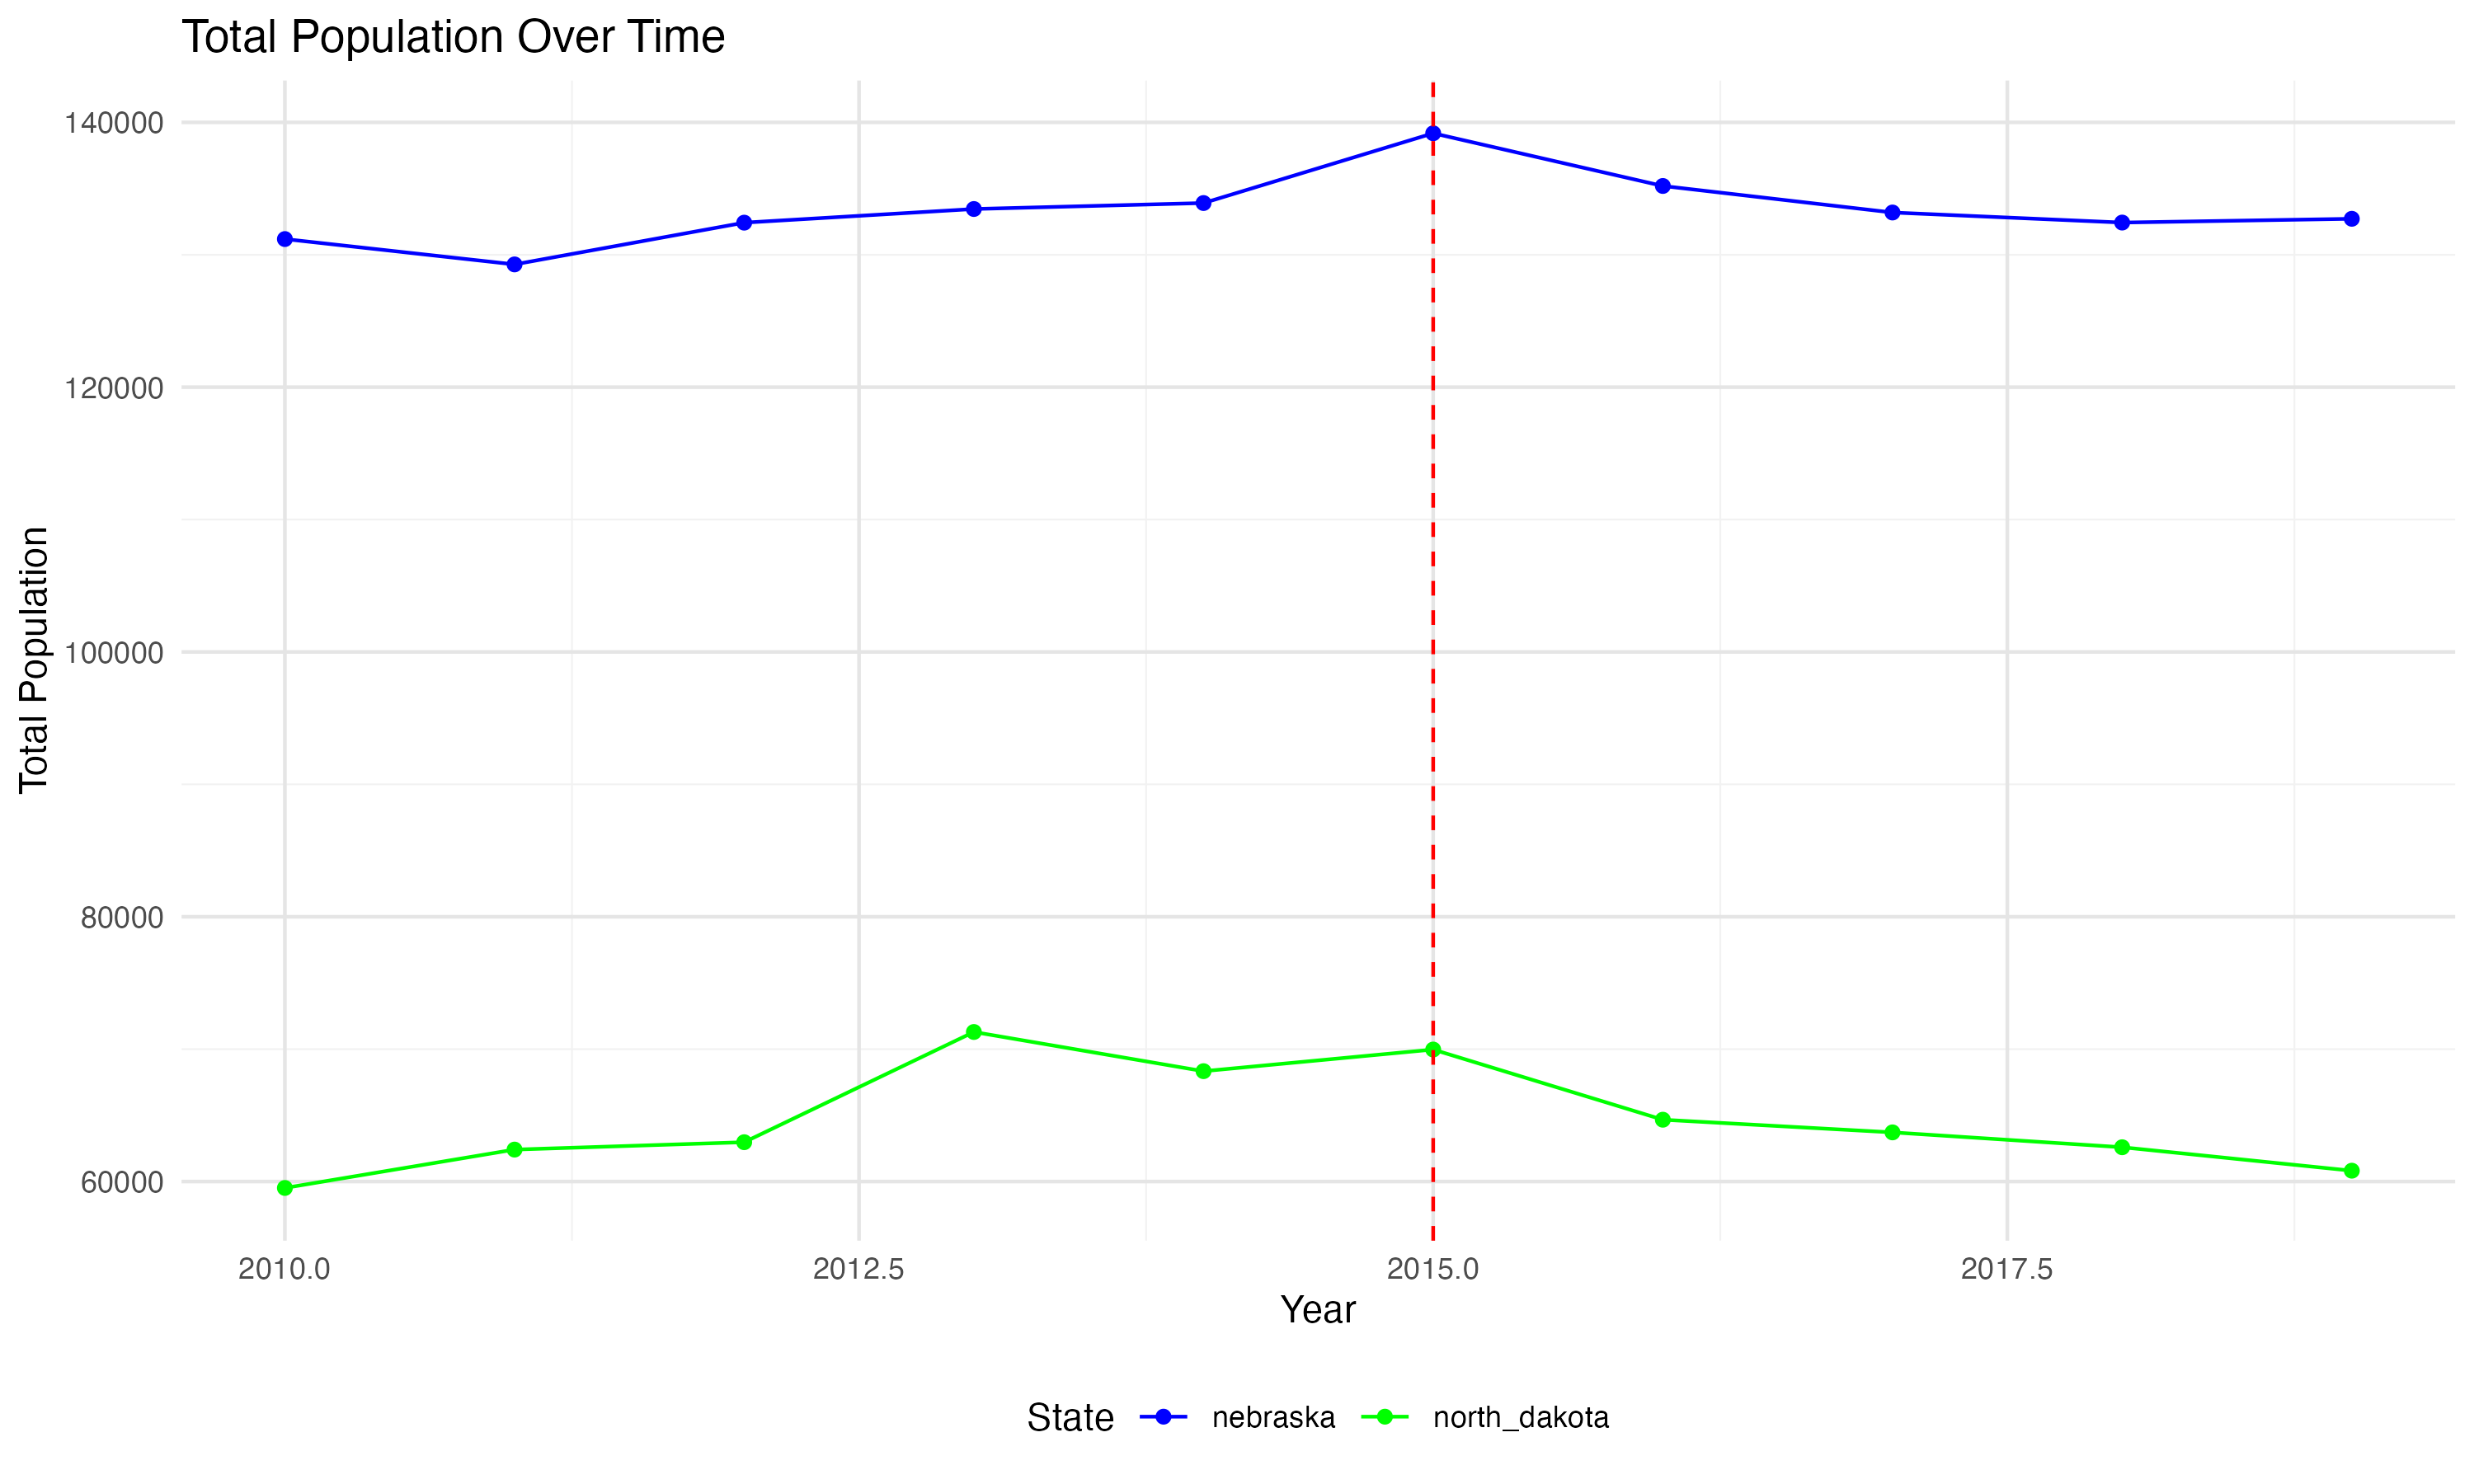 Total Population Over Time
140000
120000
100000
80000
60000
Total Population
2010.0 2012.5 2015.0 2017.5
Year
State nebraska north_dakota